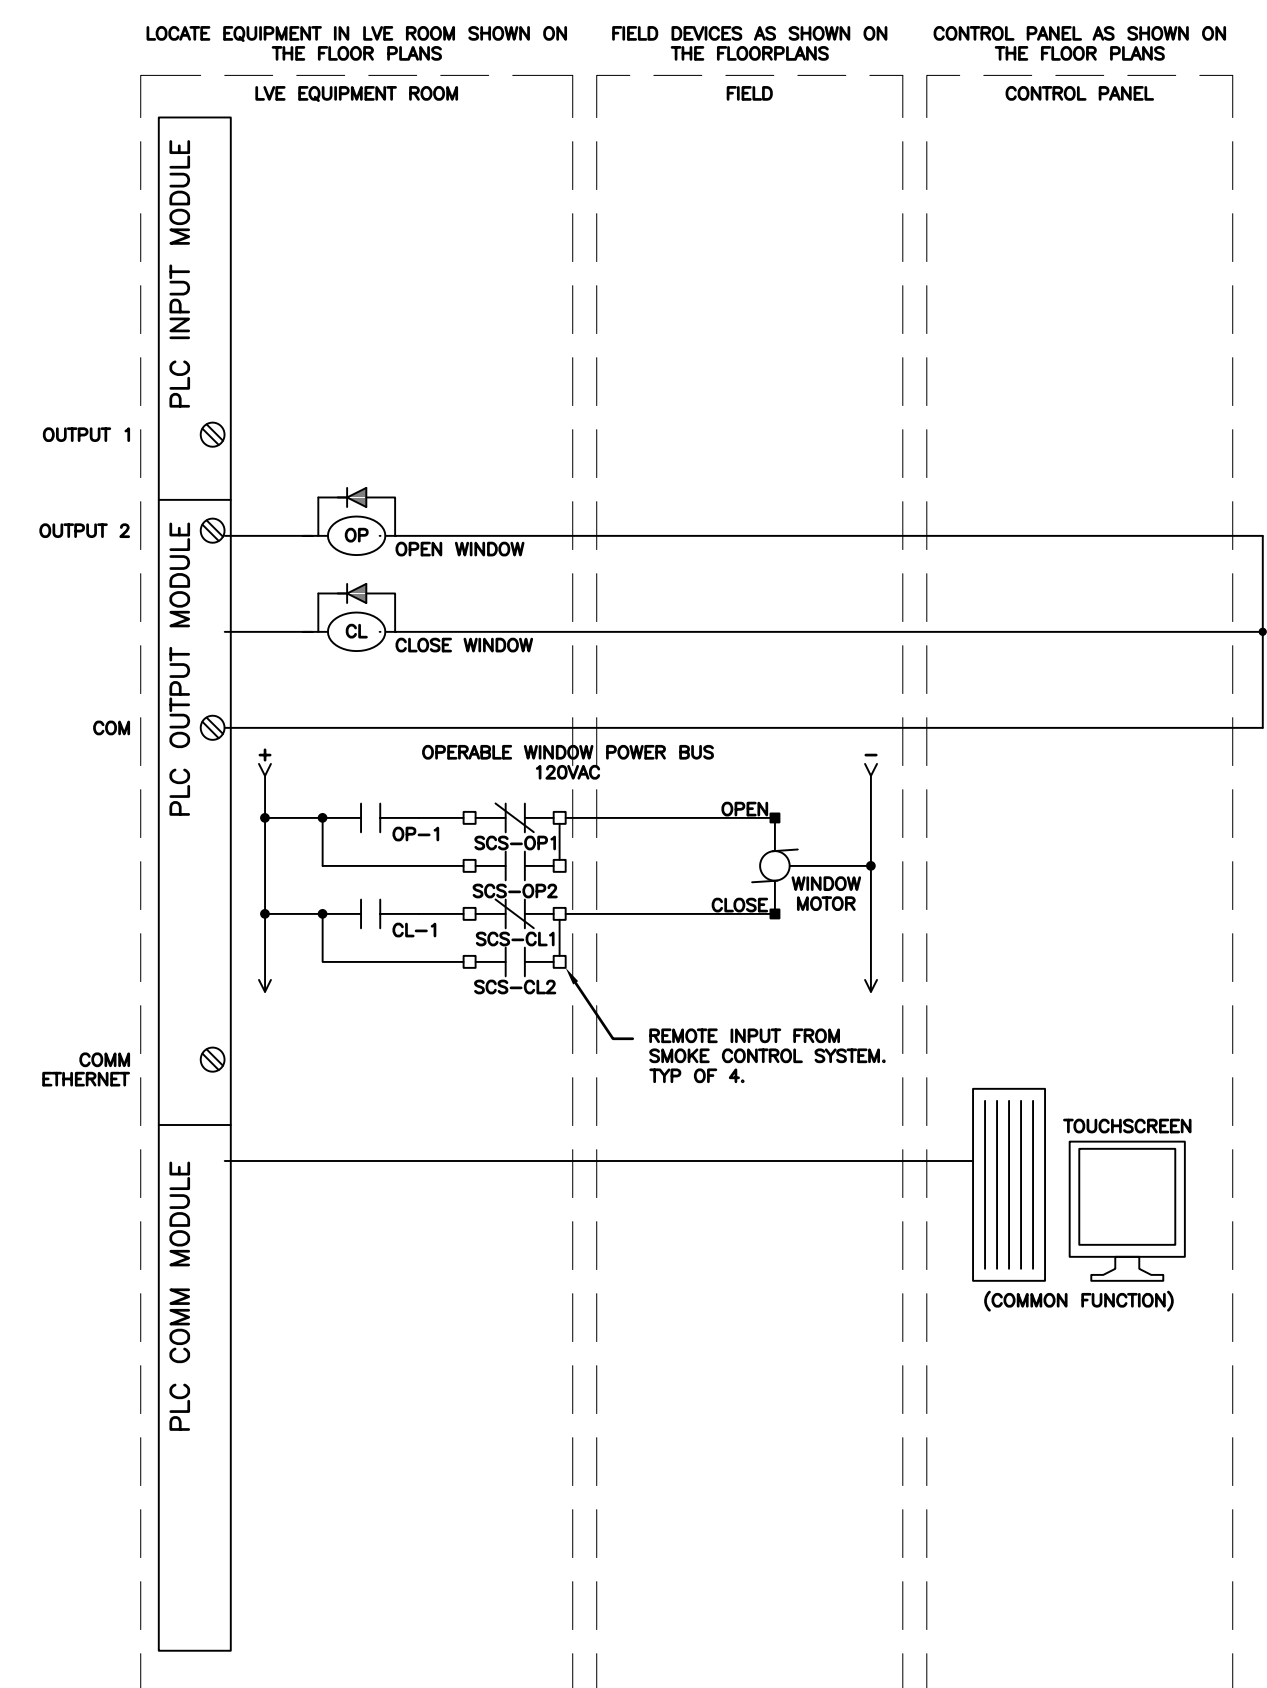 LOCATE EQUIPMENT IN LVE ROOM SHOWN ON
THE FLOOR PLANS
FIELD DEVICES AS SHOWN ON
THE FLOORPLANS
CONTROL PANEL AS SHOWN ON
THE FLOOR PLANS
LVE EQUIPMENT ROOM
FIELD
CONTROL PANEL
PLC INPUT MODULE
OUTPUT 1
OUTPUT 2
PLC OUTPUT MODULE
OP
OPEN WINDOW
CL
CLOSE WINDOW
COM
+
OPERABLE WINDOW POWER BUS
120VAC
-
OP-1
SCS-OP1
OPEN
SCS-OP2
WINDOW
MOTOR
CLOSE
CL-1
SCS-CL1
SCS-CL2
REMOTE INPUT FROM
SMOKE CONTROL SYSTEM.
TYP OF 4.
COMM
ETHERNET
PLC COMM MODULE
TOUCHSCREEN
(COMMON FUNCTION)